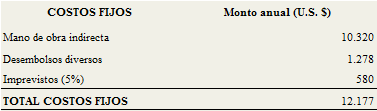 COSTOS FIJOS Monto anual (U.S. $)
Mano de obra indirecta 10.320
Desembolsos diversos 1.278
Imprevistos (5%) 580
TOTAL COSTOS FIJOS 12.177